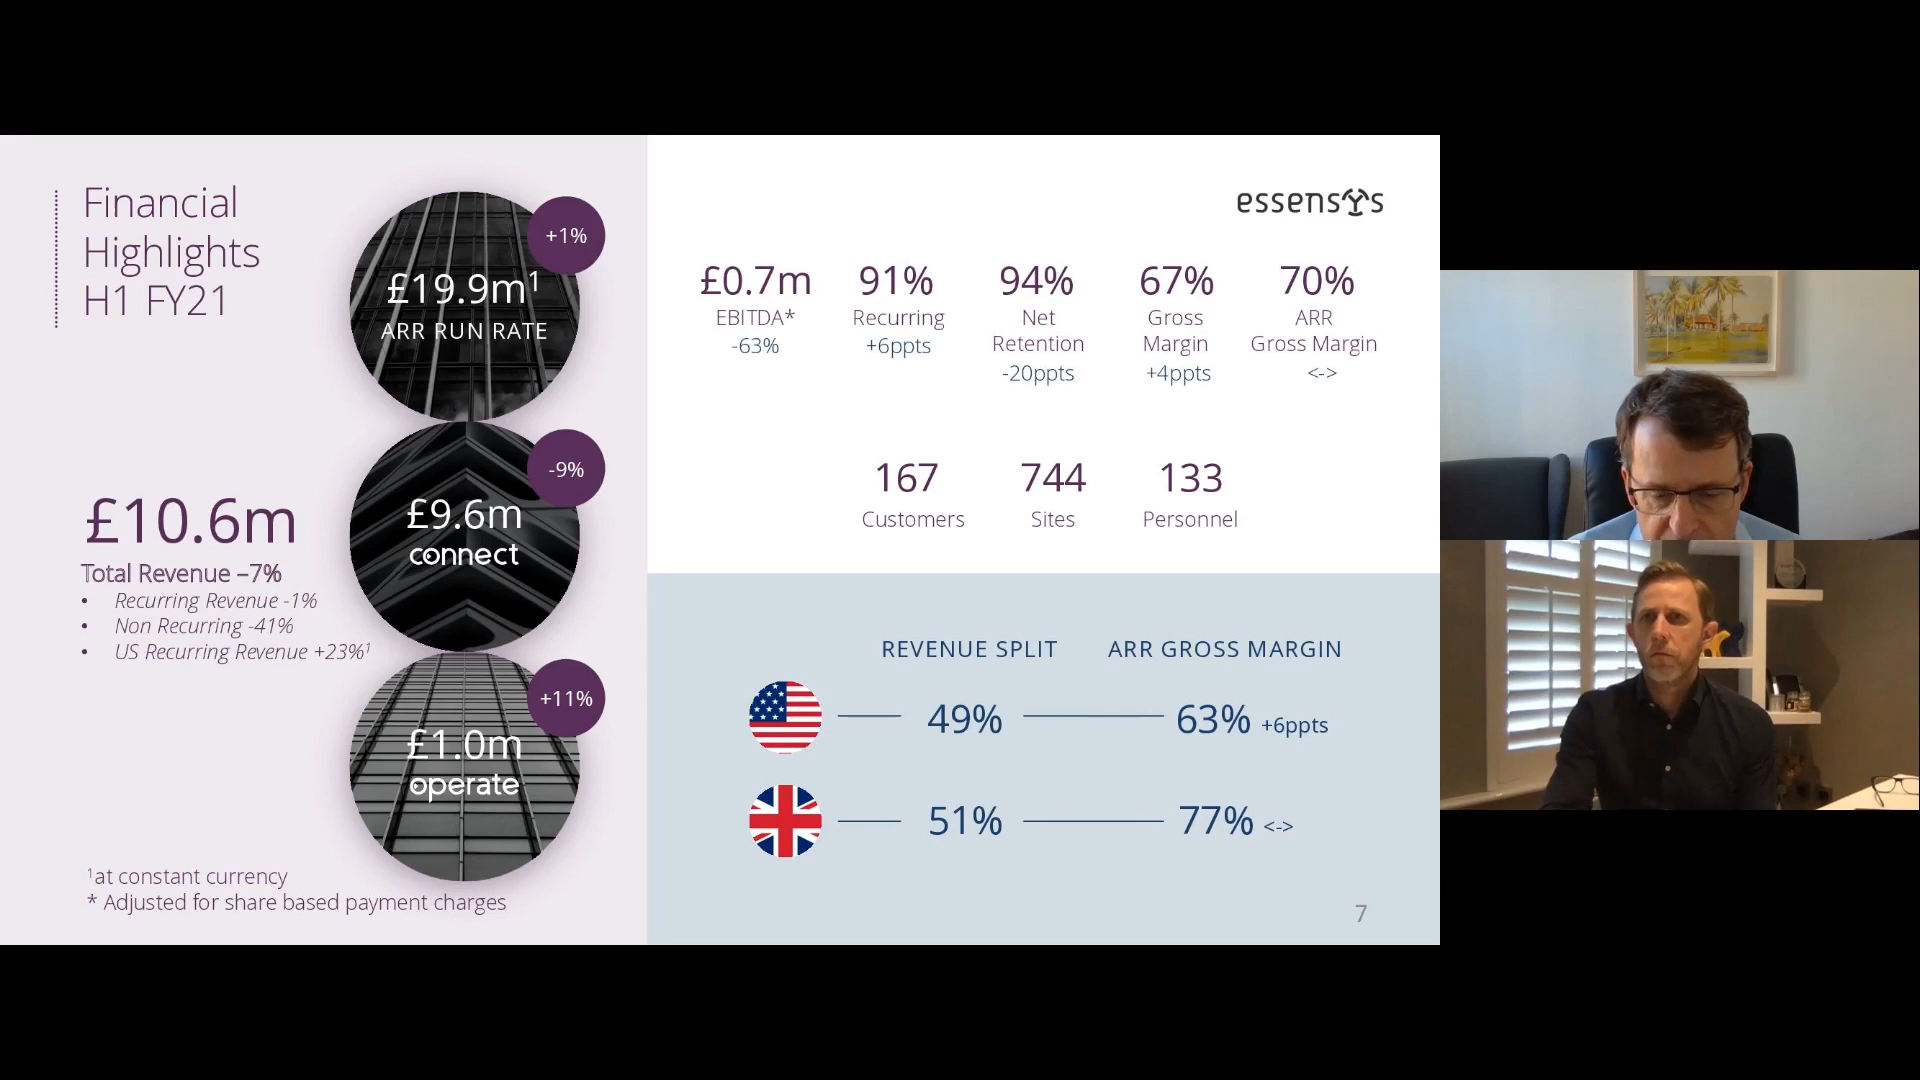 Financial
Highlights
H1 FY21
£10.6m
Total Revenue –7%
• Recurring Revenue -1%
• Non Recurring -41%
• US Recurring Revenue +23%¹
+1%
£19.9m¹
ARR RUN RATE
-9%
£9.6m
connect
+11%
£1.0m
operate
¹at constant currency
* Adjusted for share based payment charges
essensys
£0.7m
EBITDA*
-63%
91%
Recurring
+6ppts
94%
Net
Retention
-20ppts
67%
Gross
Margin
+4ppts
70%
ARR
Gross Margin
<->
167
Customers
744
Sites
133
Personnel
REVENUE SPLIT ARR GROSS MARGIN
49% 63% +6ppts
51% 77% <->
7